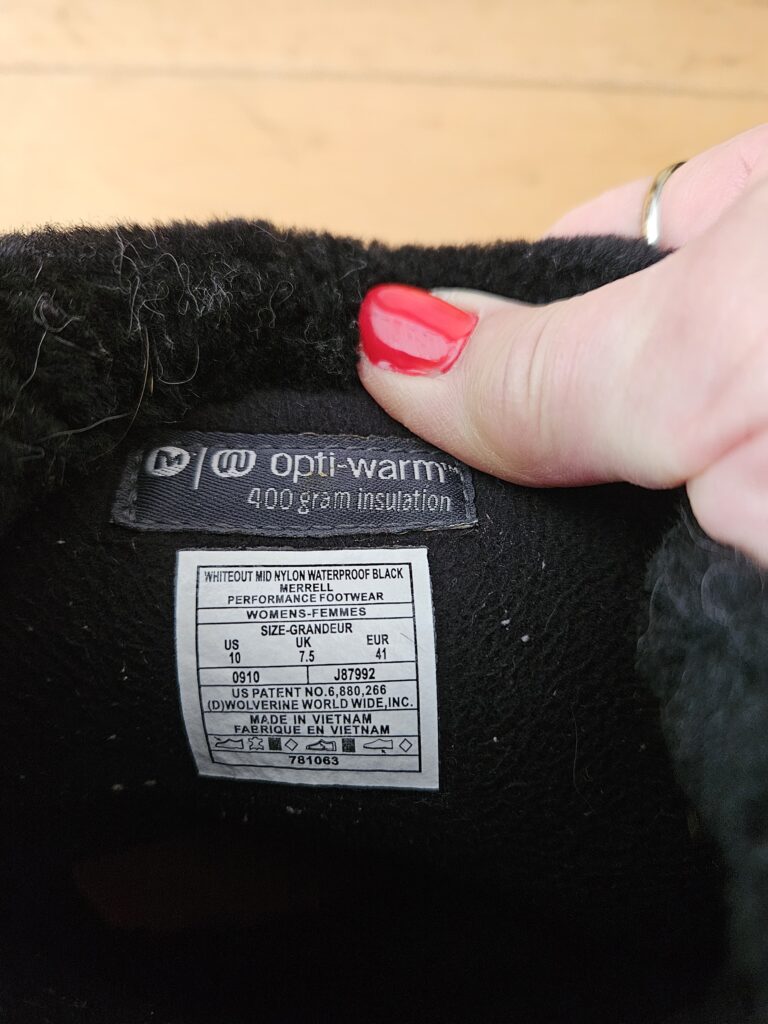 M | opti-warm™
400 gram insulation
WHITEOUT MID NYLON WATERPROOF BLACK
MERRELL
PERFORMANCE FOOTWEAR
WOMENS-FEMMES
SIZE-GRANDEUR
US UK EUR
10 7.5 41
0910 J87992
US PATENT NO.6,880,266
(D)WOLVERINE WORLD WIDE,INC.
MADE IN VIETNAM
FABRIQUE EN VIETNAM
781063